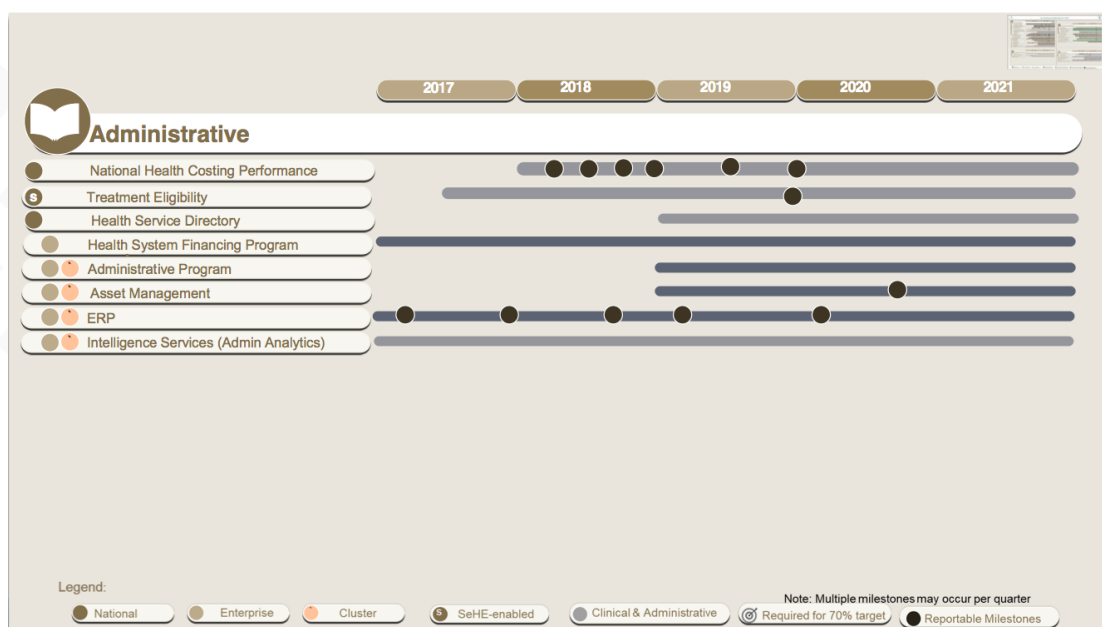 2017 2018 2019 2020 2021
Administrative
National Health Costing Performance
S Treatment Eligibility
Health Service Directory
Health System Financing Program
Administrative Program
Asset Management
ERP
Intelligence Services (Admin Analytics)
Legend:
Note: Multiple milestones may occur per quarter
National Enterprise Cluster S SeHE-enabled Clinical & Administrative Required for 70% target Reportable Milestones